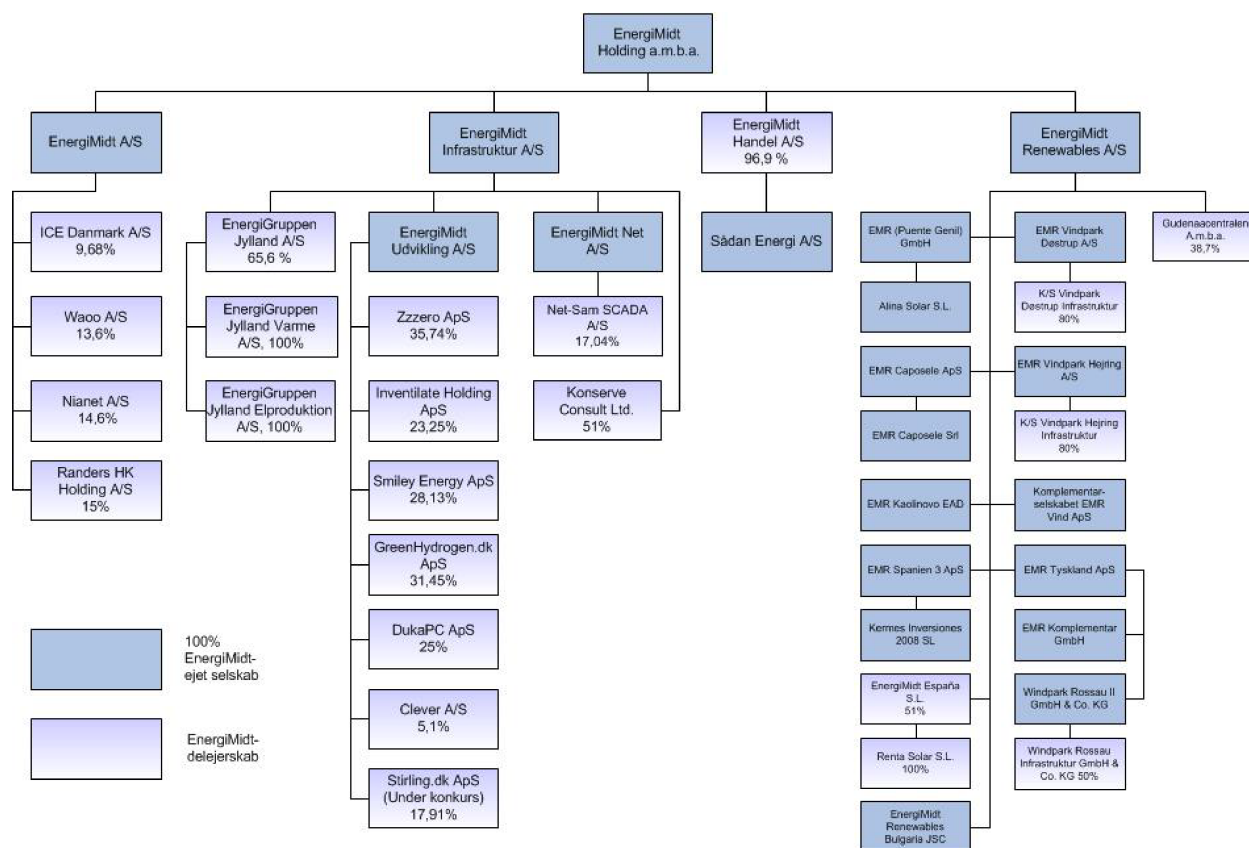 EnergiMidt
Holding a.m.b.a.
EnergiMidt A/S
EnergiMidt
Infrastruktur A/S
EnergiMidt
Handel A/S
96,9 %
EnergiMidt
Renewables A/S
ICE Danmark A/S
9,68%
Waoo A/S
13,6%
Nianet A/S
14,6%
Randers HK
Holding A/S
15%
EnergiGruppen
Jylland A/S
65,6 %
EnergiGruppen
Jylland Varme
A/S, 100%
EnergiGruppen
Jylland Elproduktion
A/S, 100%
EnergiMidt
Udvikling A/S
Zzzero ApS
35,74%
Inventilate Holding
ApS
23,25%
Smiley Energy ApS
28,13%
GreenHydrogen.dk
ApS
31,45%
DukaPC ApS
25%
Clever A/S
5,1%
Stirling.dk ApS
(Under konkurs)
17,91%
EnergiMidt Net
A/S
Net-Sam SCADA
A/S
17,04%
Konserve
Consult Ltd.
51%
Sådan Energi A/S
EMR (Puente Genil)
GmbH
Alina Solar S.L.
EMR Caposele ApS
EMR Caposele Srl
EMR Kaolinovo EAD
EMR Spanien 3 ApS
Kermes Inversiones
2008 SL
EnergiMidt España
S.L.
51%
Renta Solar S.L.
100%
EnergiMidt
Renewables
Bulgaria JSC
EMR Vindpark
Døstrup A/S
K/S Vindpark
Døstrup Infrastruktur
80%
EMR Vindpark Hejring
A/S
K/S Vindpark Hejring
Infrastruktur
80%
Komplementar-
selskabet EMR
Vind ApS
EMR Tyskland ApS
EMR Komplementar
GmbH
Windpark Rossau II
GmbH & Co. KG
Windpark Rossau
Infrastruktur GmbH &
Co. KG 50%
Gudenaacentralen
A.m.b.a.
38,7%
100%
EnergiMidt-
ejet selskab
EnergiMidt-
delejerskab